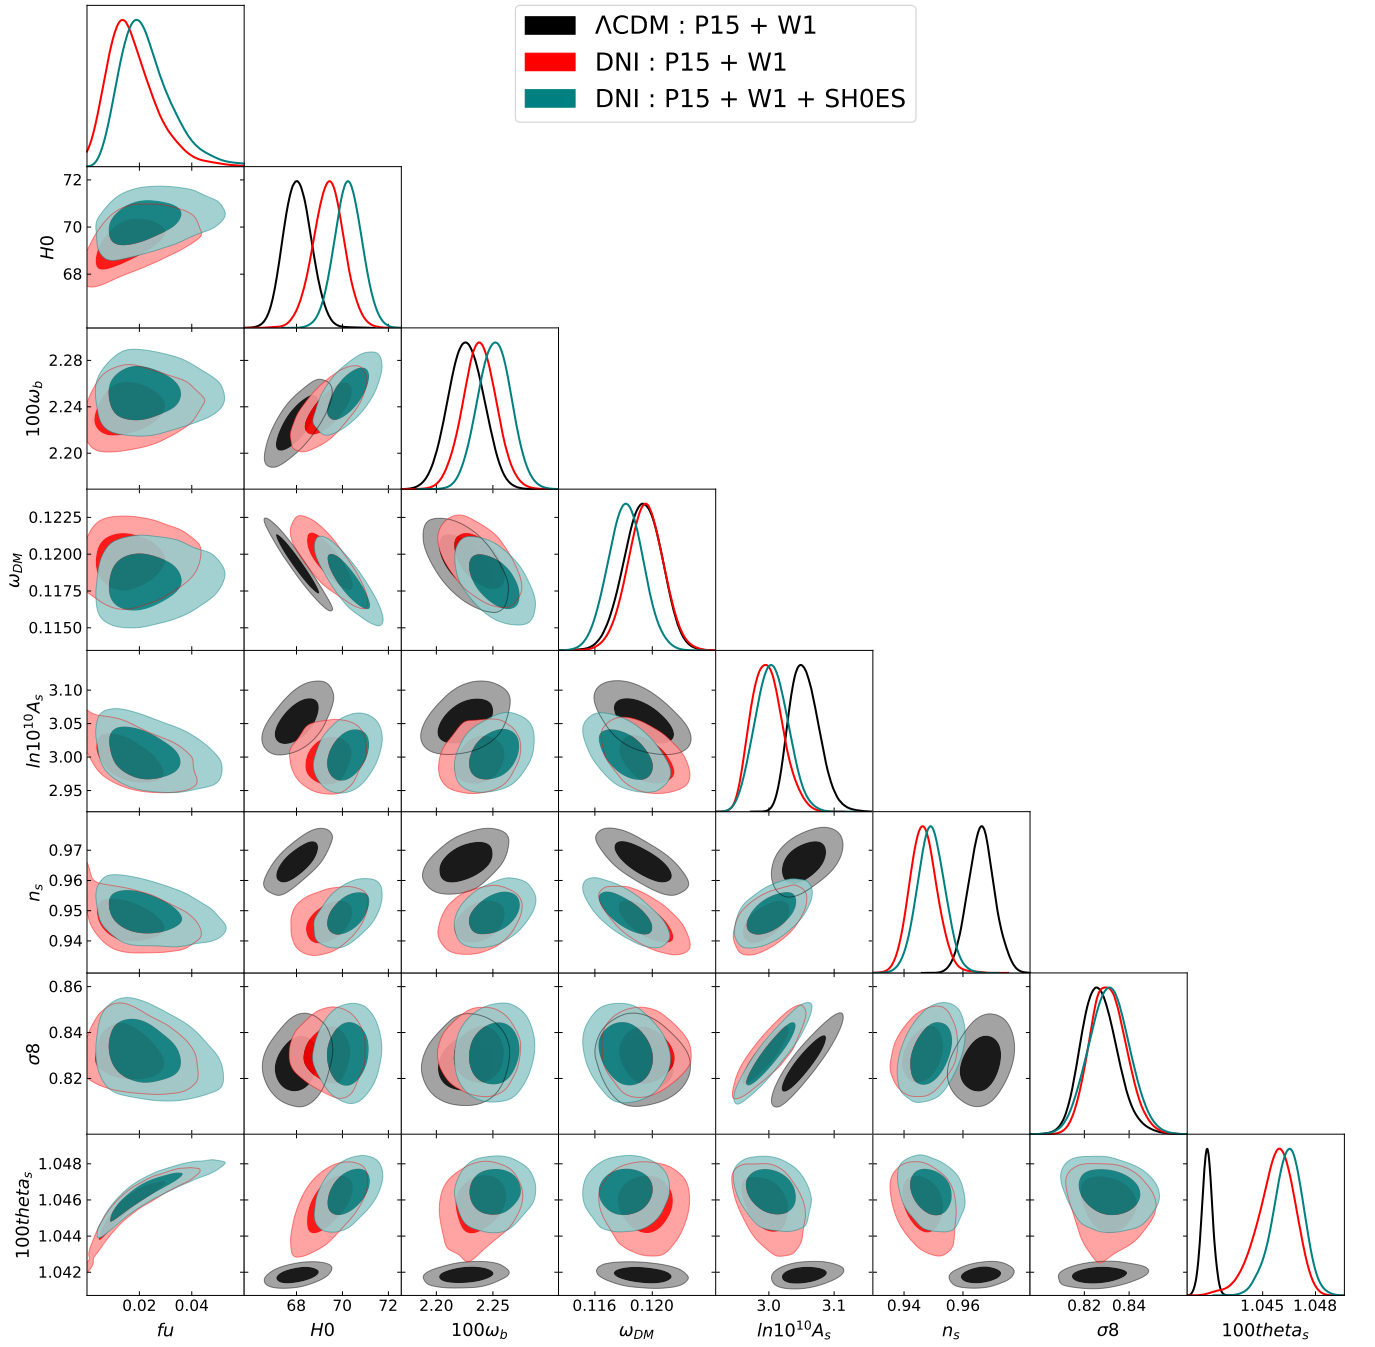 ΛCDM : P15 + W1
DNI : P15 + W1
DNI : P15 + W1 + SH0ES
72
70
68
H0
2.28
2.24
2.20
100ω_b
0.1225
0.1200
0.1175
0.1150
ω_DM
3.10
3.05
3.00
2.95
ln10^10A_s
0.97
0.96
0.95
0.94
n_s
0.86
0.84
0.82
σ8
1.048
1.046
1.044
1.042
100theta_s
0.02 0.04 68 70 72 2.20 2.25 0.116 0.120 3.0 3.1 0.94 0.96 0.82 0.84 1.045 1.048
fu H0 100ω_b ω_DM ln10^10A_s n_s σ8 100theta_s